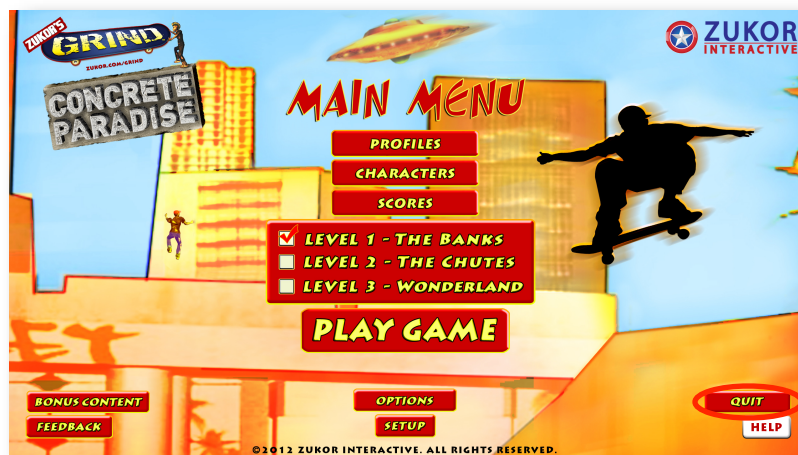 ZUKOR'S
GRIND
ZUKOR.COM/GRIND
CONCRETE
PARADISE
ZUKOR
INTERACTIVE
MAIN MENU
PROFILES
CHARACTERS
SCORES
LEVEL 1 - THE BANKS
LEVEL 2 - THE CHUTES
LEVEL 3 - WONDERLAND
PLAY GAME
ET
BONUS CONTENT
OPTIONS
QUIT
FEEDBACK
SETUP
HELP
©2012 ZUKOR INTERACTIVE. ALL RIGHTS RESERVED.